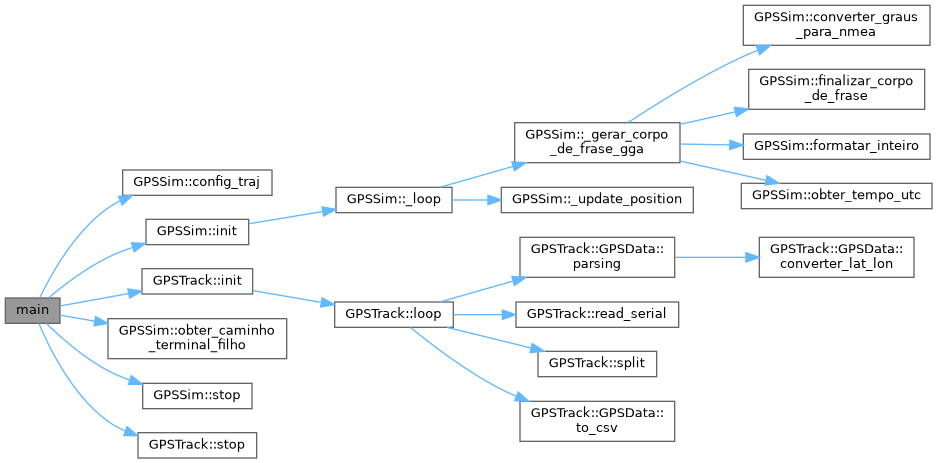 main
GPSSim::config_traj
GPSSim::init
GPSTrack::init
GPSSim::obter_caminho
_terminal_filho
GPSSim::stop
GPSTrack::stop
GPSSim::_loop
GPSTrack::loop
GPSSim::_gerar_corpo
_de_frase_gga
GPSSim::_update_position
GPSTrack::GPSData::
parsing
GPSTrack::read_serial
GPSTrack::split
GPSTrack::GPSData::
to_csv
GPSSim::converter_graus
_para_nmea
GPSSim::finalizar_corpo
_de_frase
GPSSim::formatar_inteiro
GPSSim::obter_tempo_utc
GPSTrack::GPSData::
converter_lat_lon